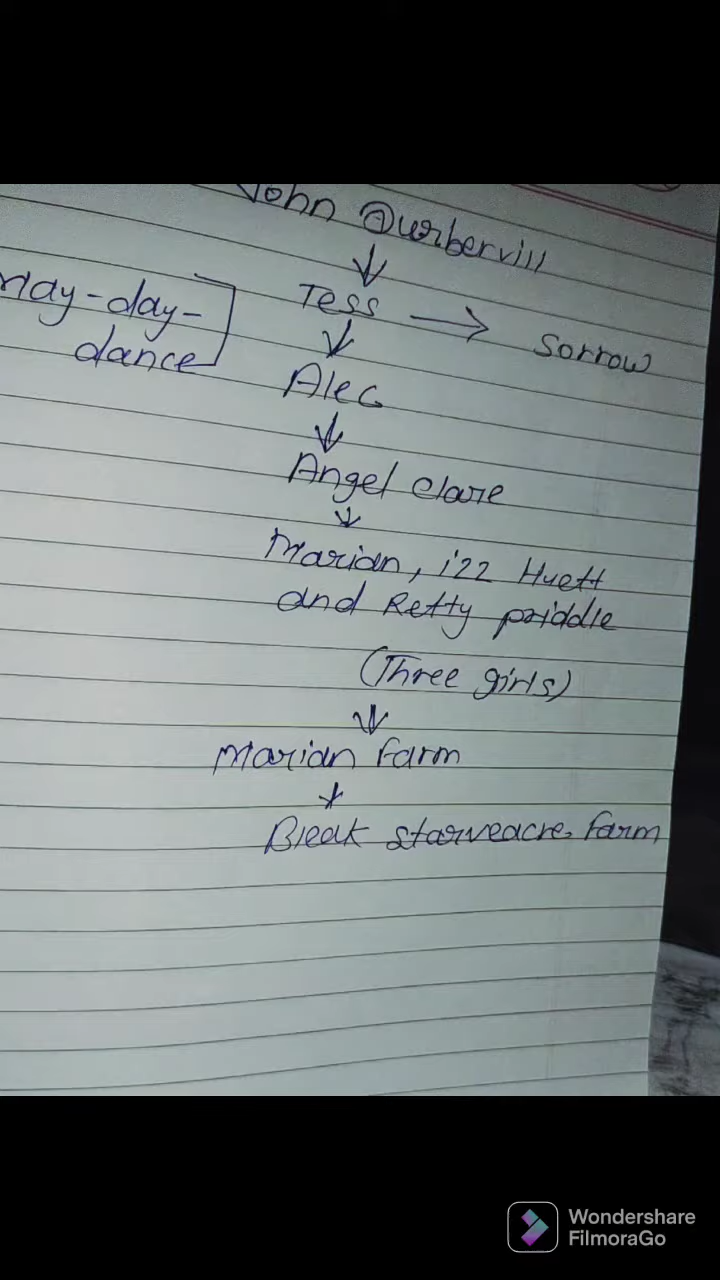 John Durbervill
May-day-
dance
Tess → Sorrow
Alec
Angel Clare
Marian, izz Huett
and Retty priddle
(Three girls)
Marian Farm
Bleak starveacre Farm
Wondershare
FilmoraGo